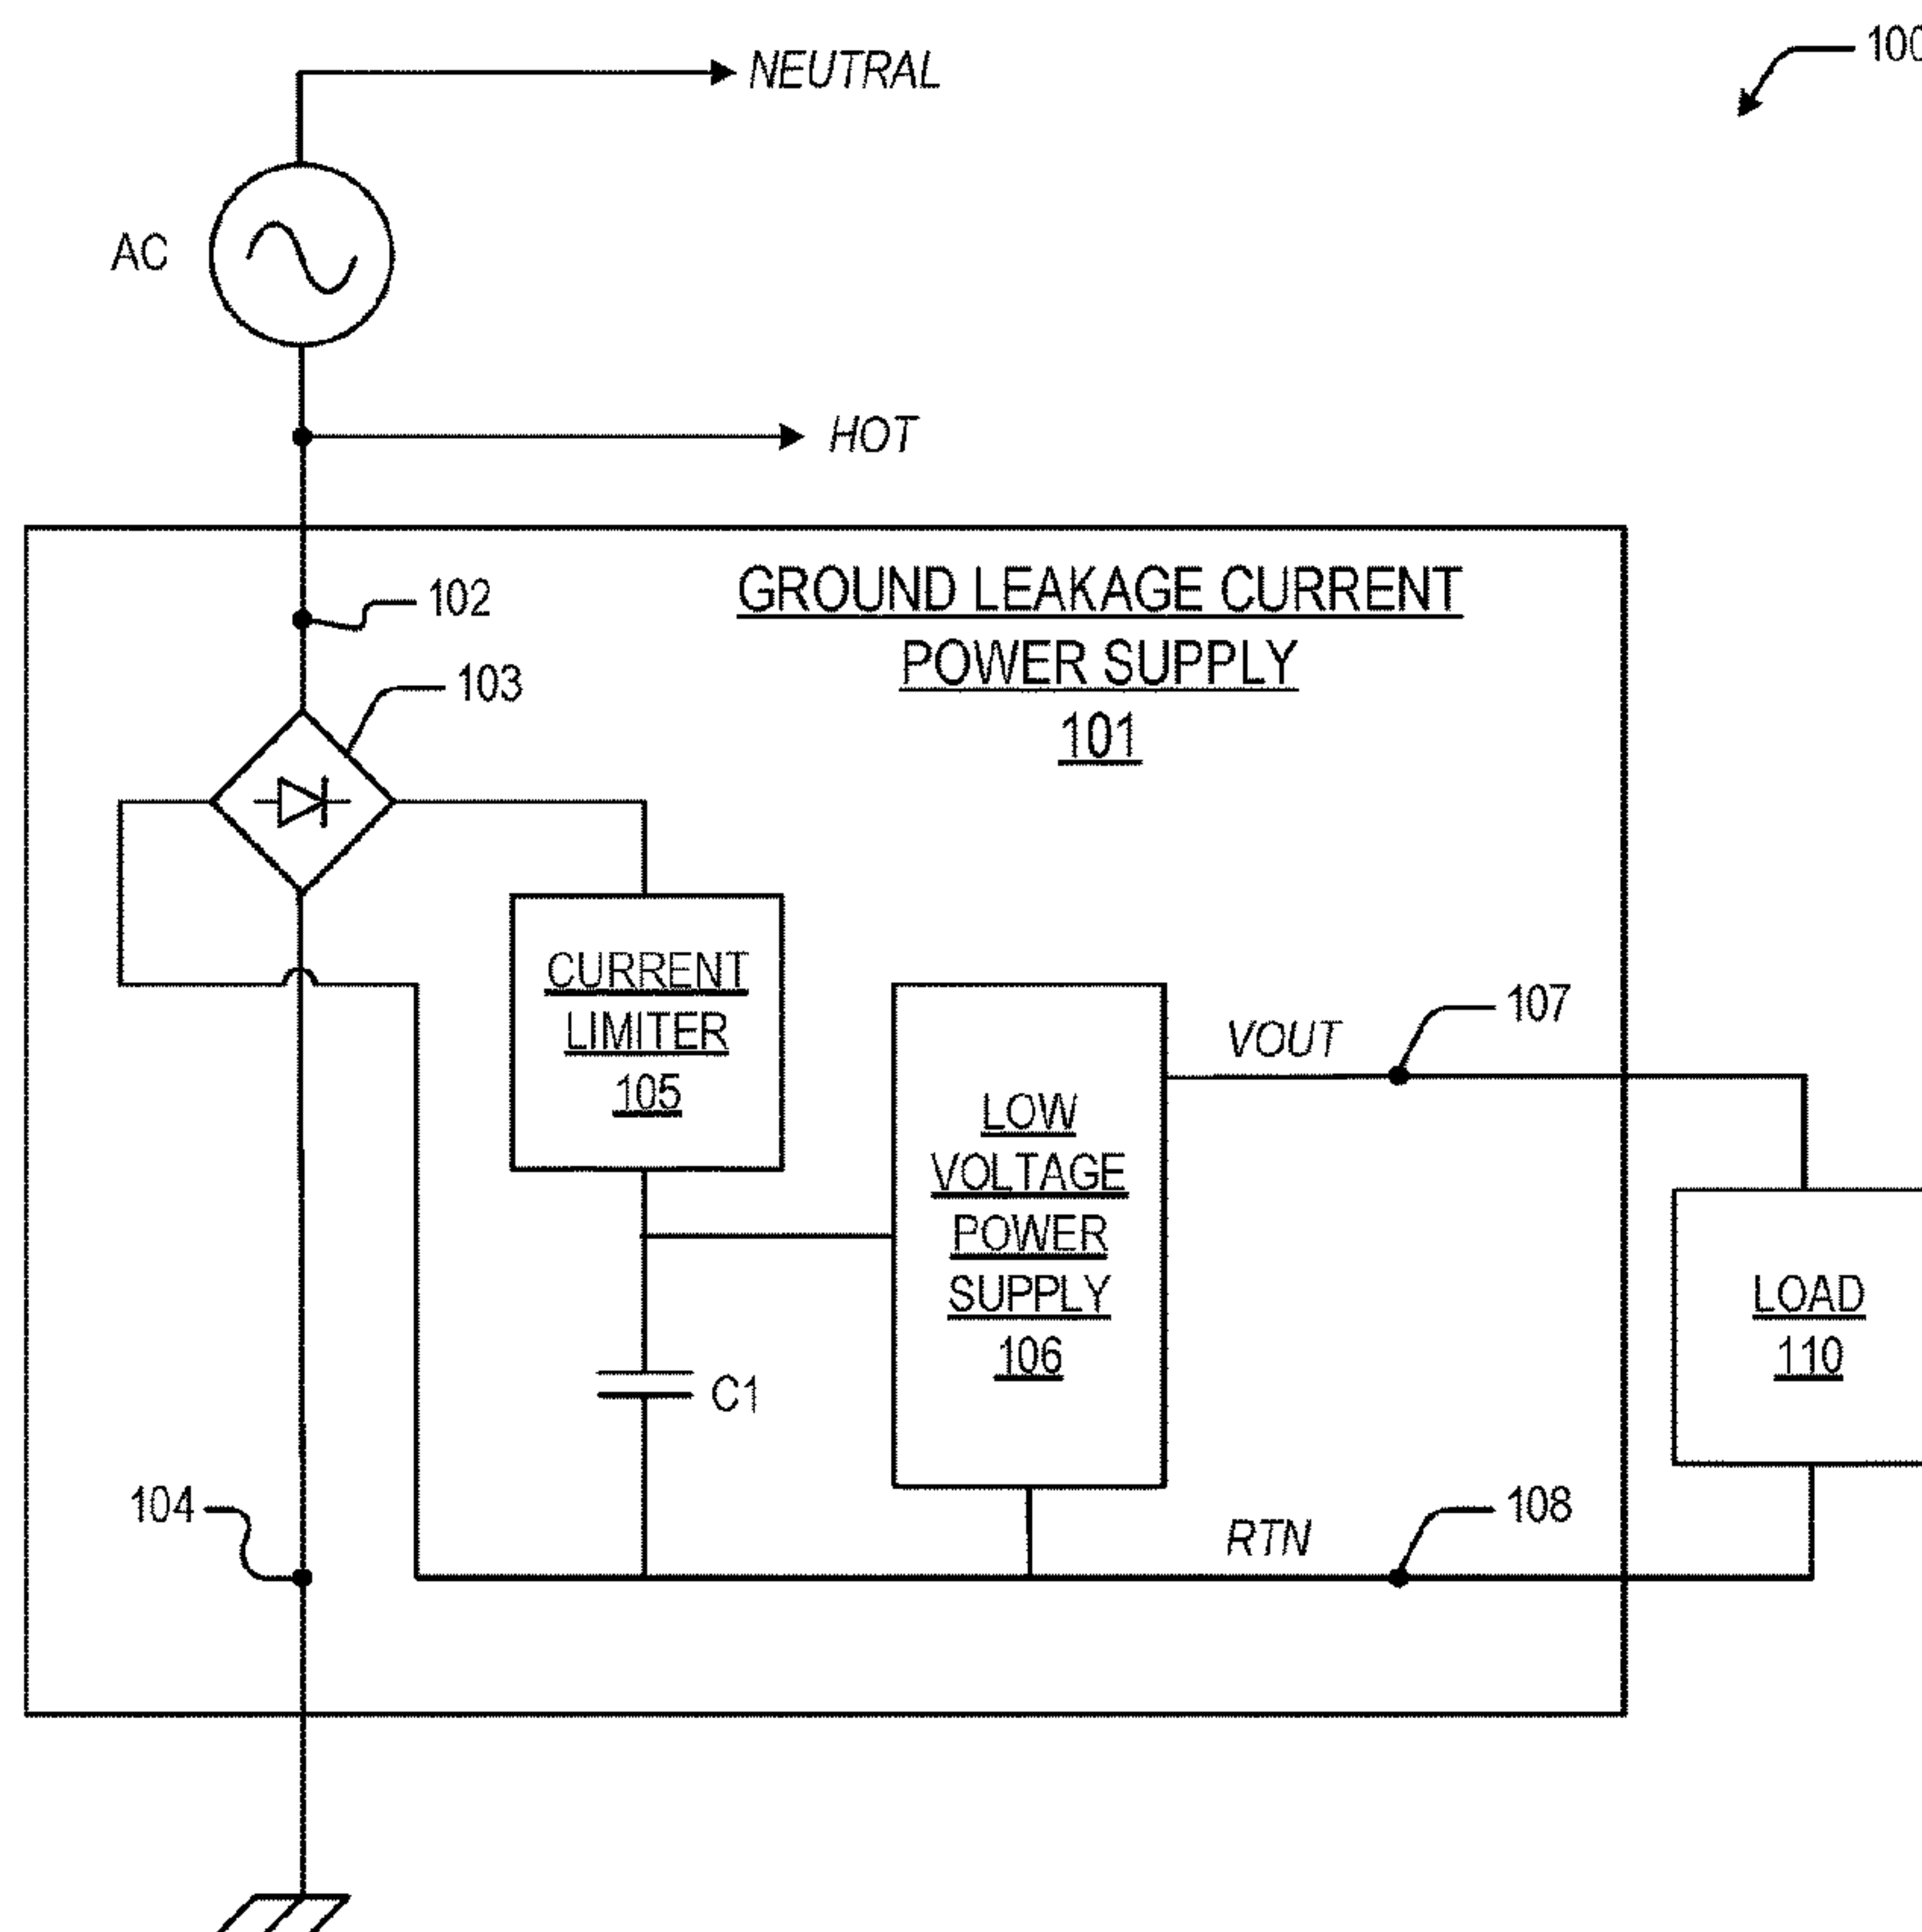 100
NEUTRAL
AC
HOT
102
GROUND LEAKAGE CURRENT
POWER SUPPLY
101
103
CURRENT
LIMITER
105
107
VOUT
LOW
VOLTAGE
POWER
SUPPLY
106
LOAD
110
C1
104
108
RTN